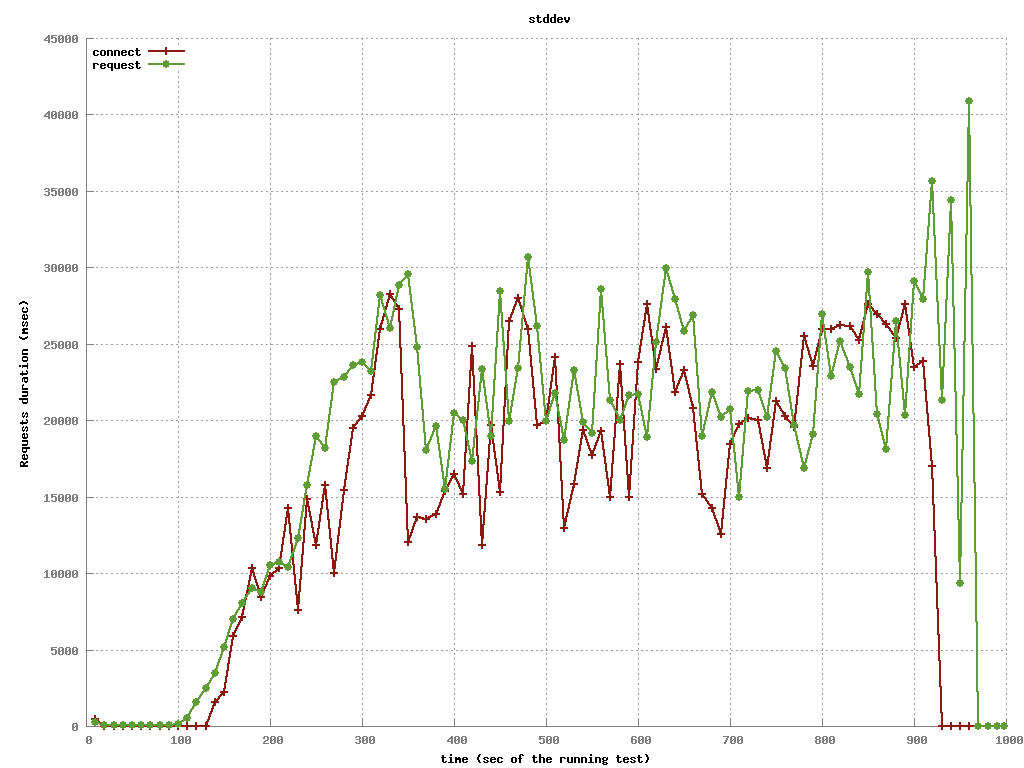 stddev
connect
request
45000
40000
35000
30000
25000
20000
15000
10000
5000
0
Requests duration (msec)
0 100 200 300 400 500 600 700 800 900 1000
time (sec of the running test)